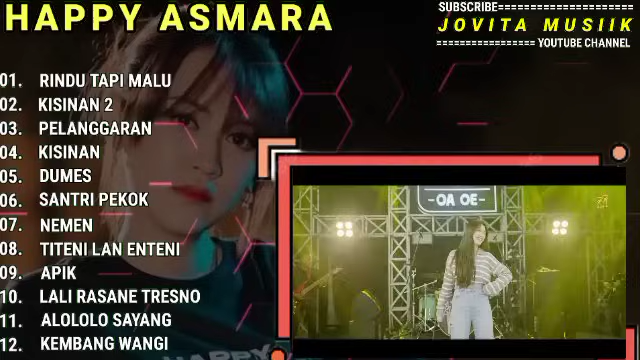 HAPPY ASMARA
SUBSCRIBE===================
JOVITA MUSIIK
=============== YOUTUBE CHANNEL
01. RINDU TAPI MALU
02. KISINAN 2
03. PELANGGARAN
04. KISINAN
05. DUMES
06. SANTRI PEKOK
07. NEMEN
08. TITENI LAN ENTENI
09. APIK
10. LALI RASANE TRESNO
11. ALOLOLO SAYANG
12. KEMBANG WANGI
-OA OE-
HAPPY